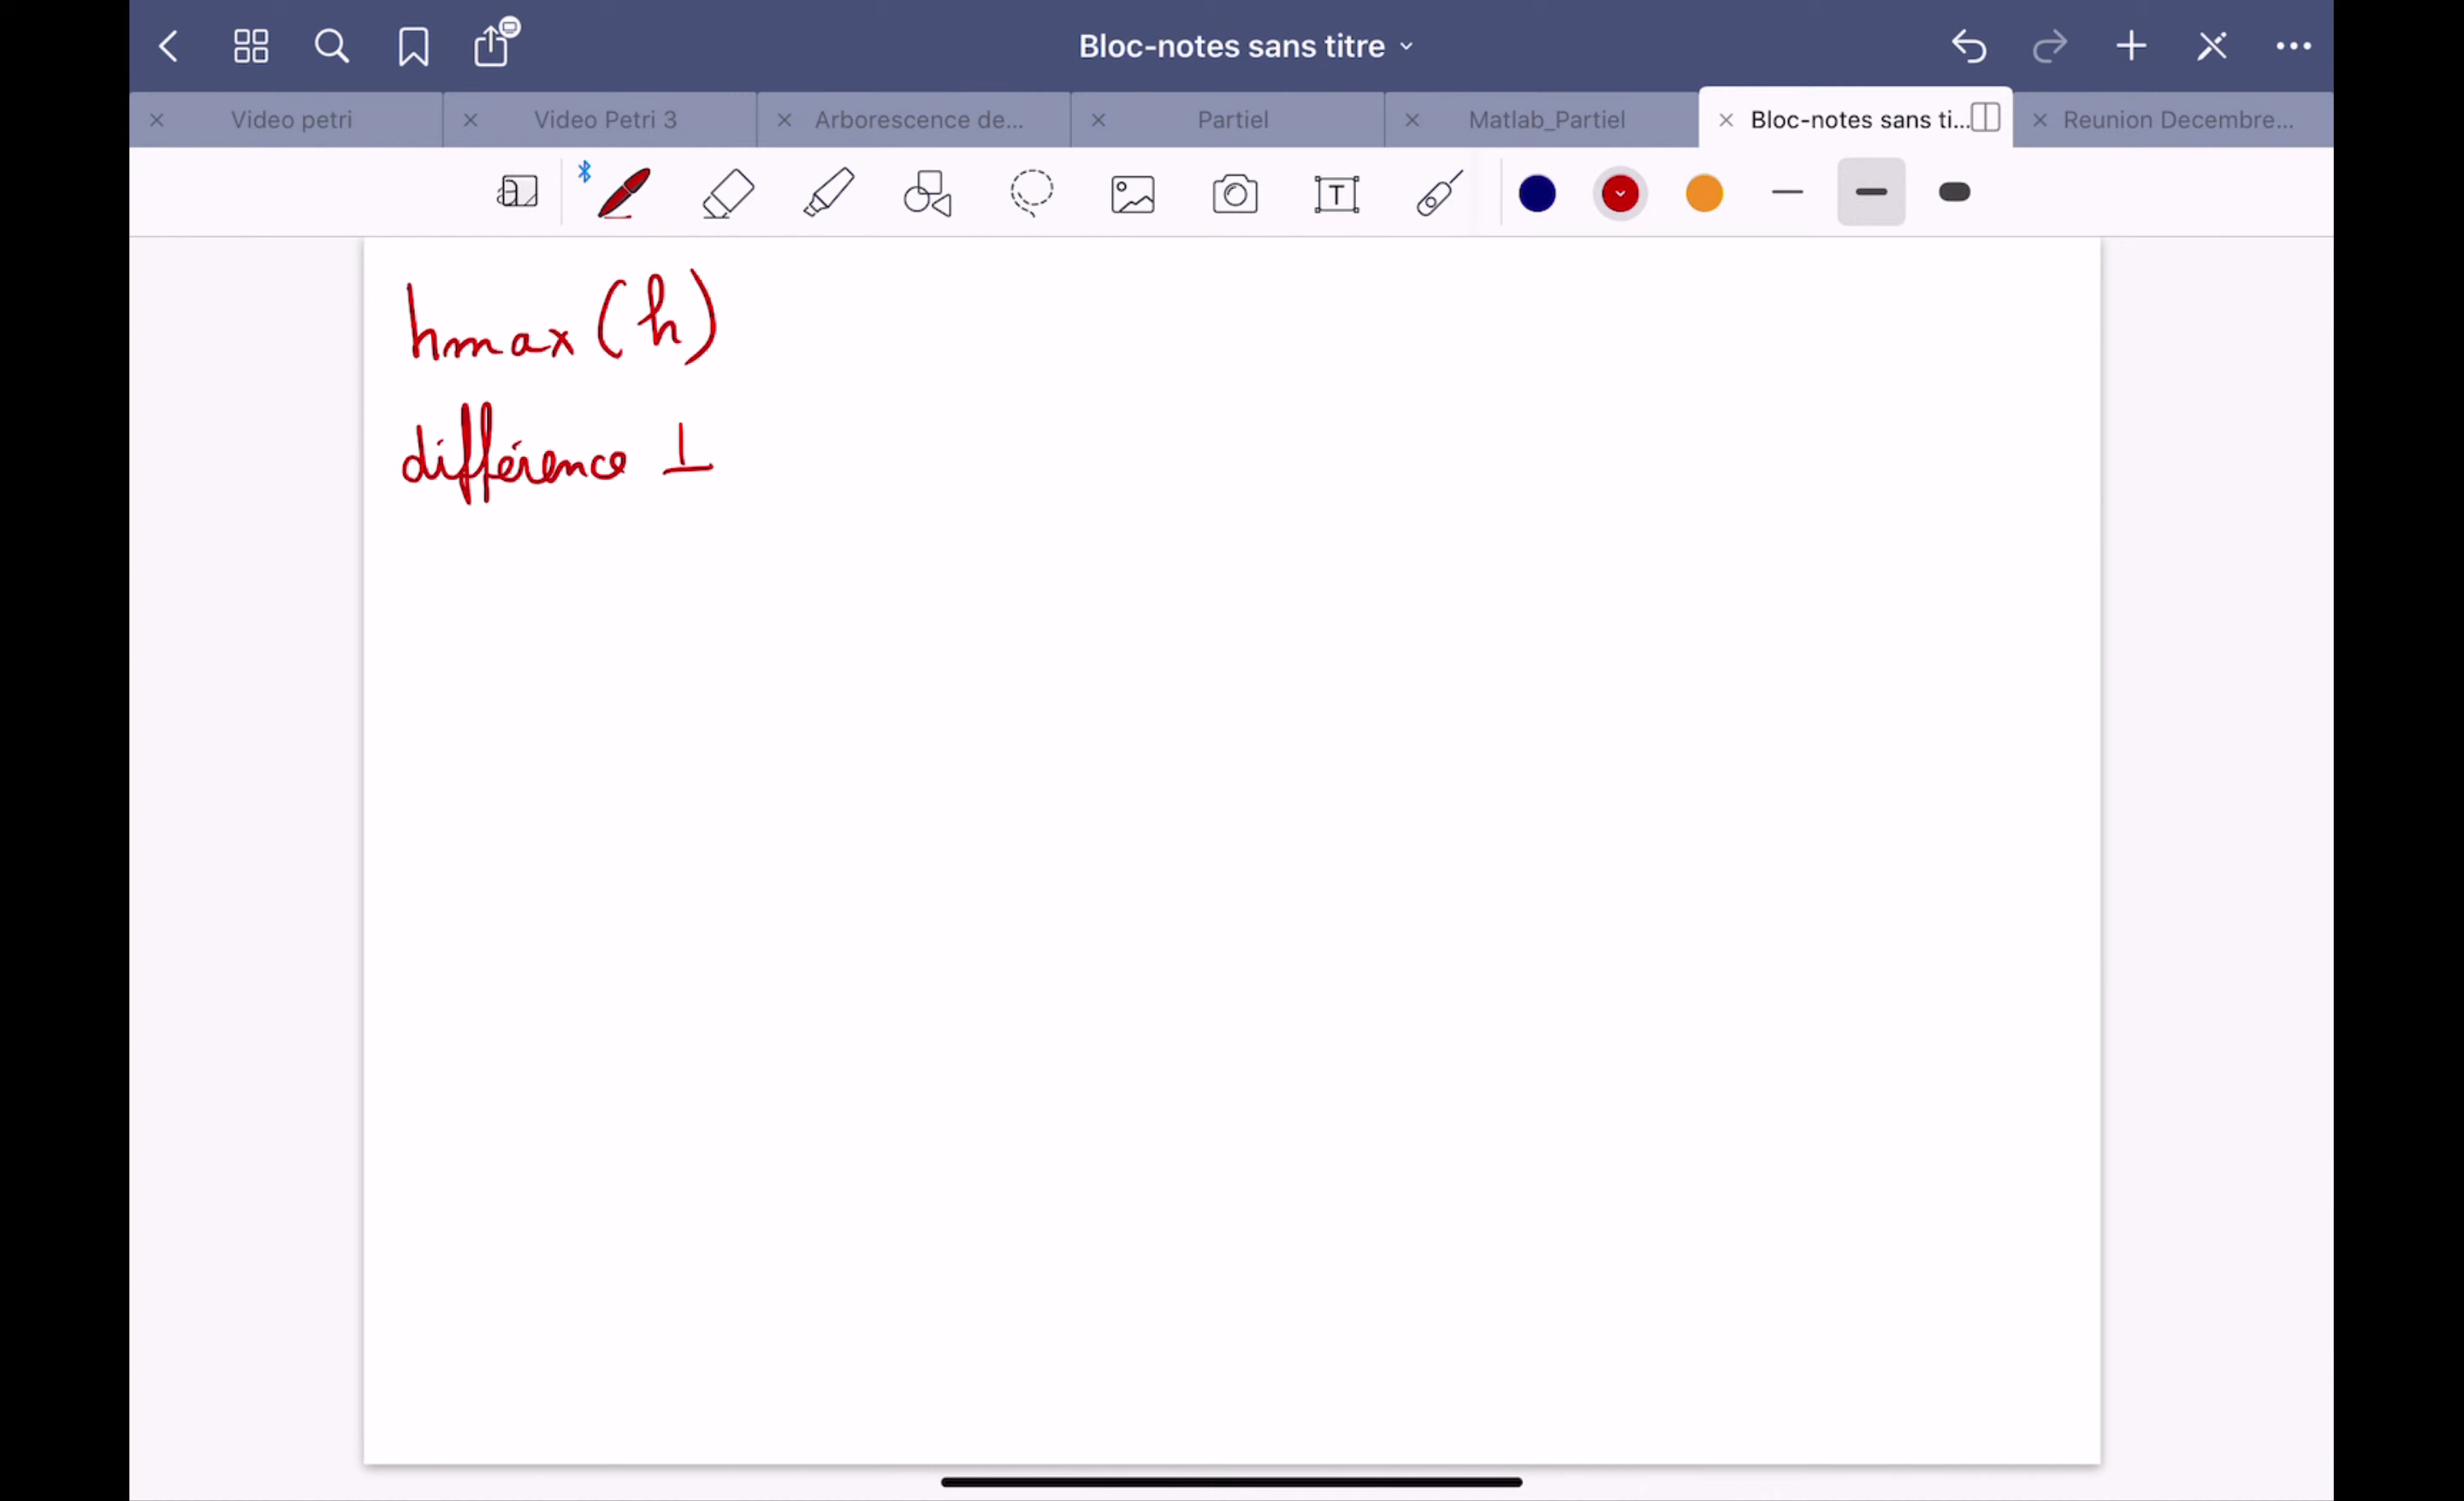 Bloc-notes sans titre
Video petri
Video Petri 3
Arborescence de...
Partiel
Matlab_Partiel
Bloc-notes sans ti...
Reunion Decembre...
hmax (h)
différence ⊥